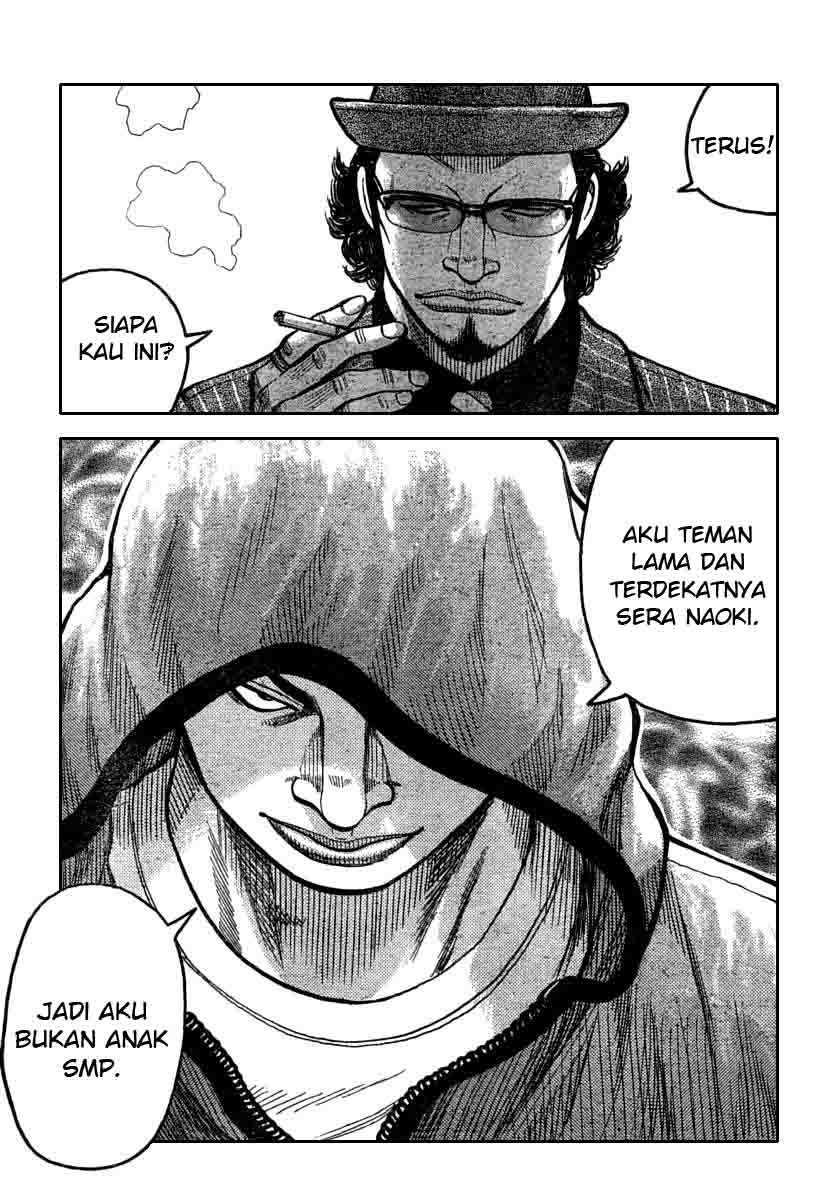 TERUS!
SIAPA
KAU INI?
AKU TEMAN
LAMA DAN
TERDEKATNYA
SERA NAOKI.
JADI AKU
BUKAN ANAK
SMP.